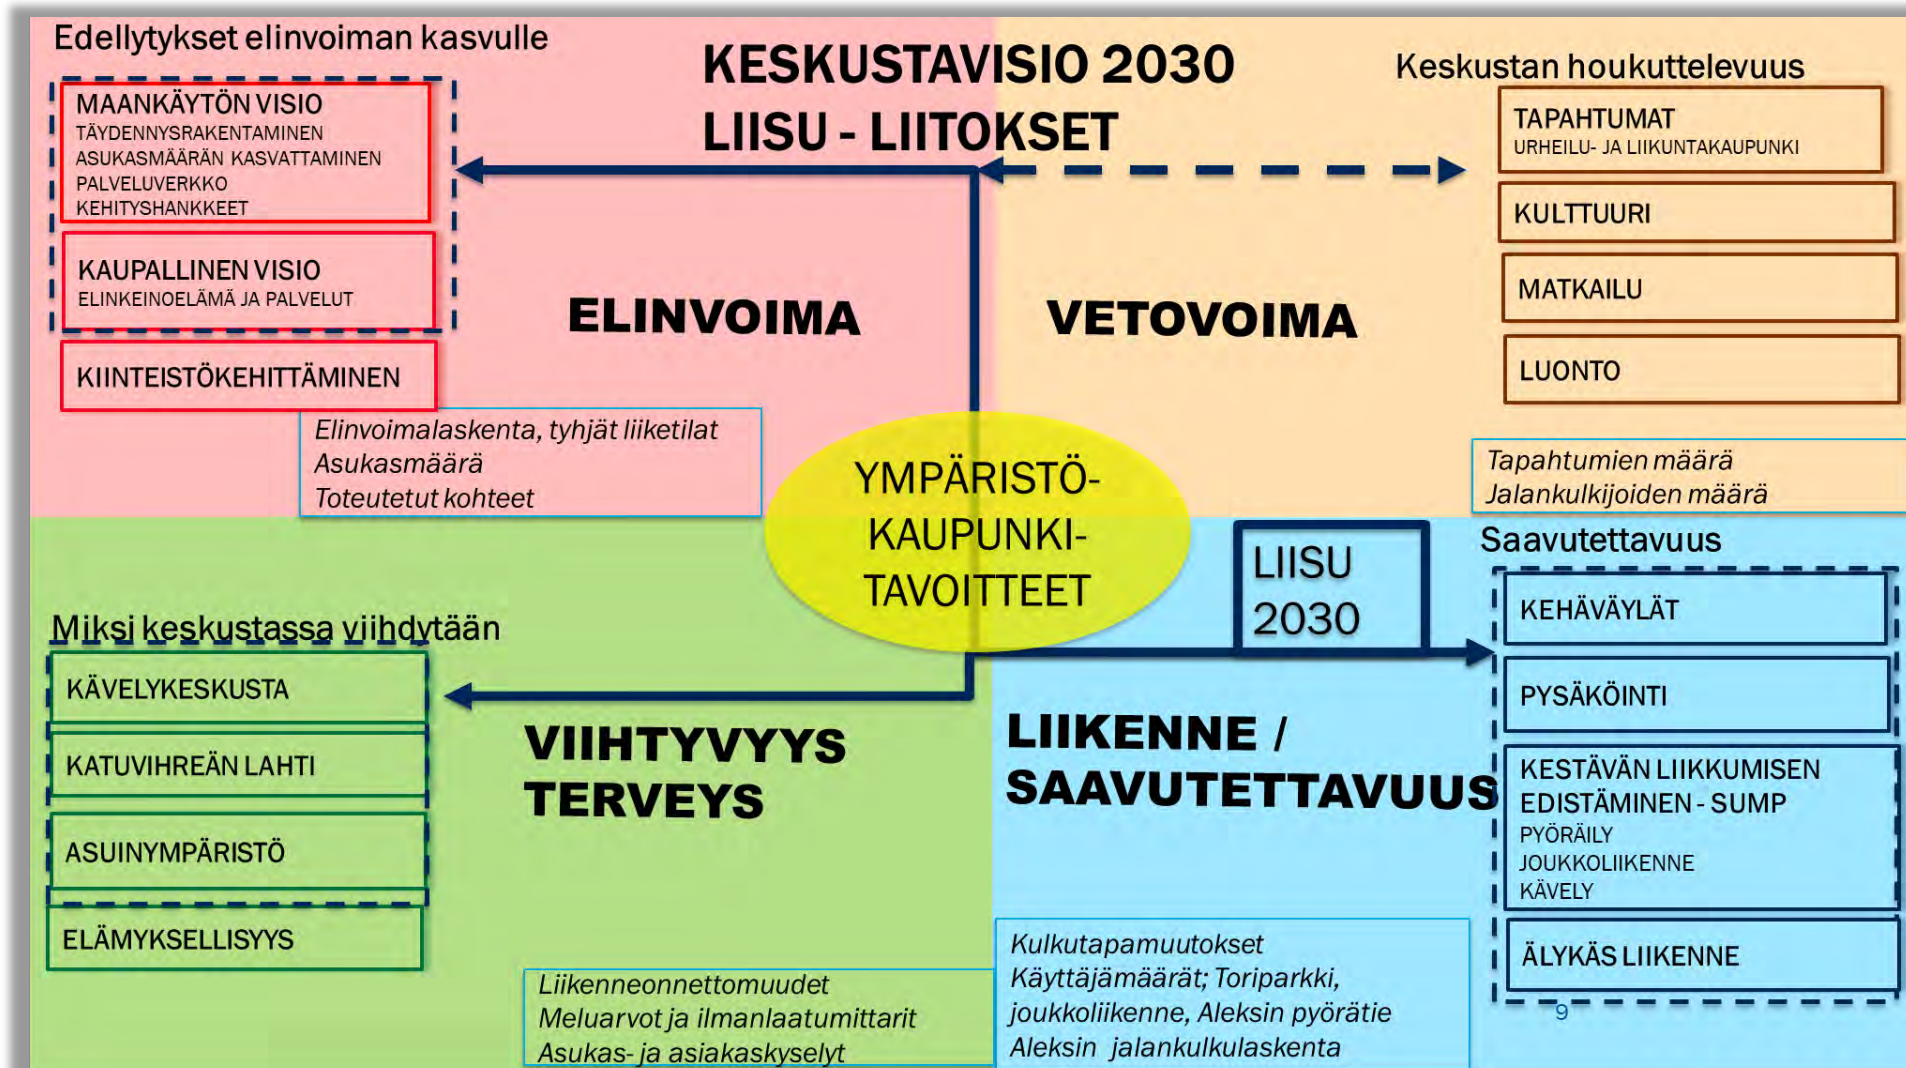 KESKUSTAVISIO 2030
LIISU - LIITOKSET
Edellytykset elinvoiman kasvulle
MAANKÄYTÖN VISIO
TÄYDENNYSRAKENTAMINEN
ASUKASMÄÄRÄN KASVATTAMINEN
PALVELUVERKKO
KEHITYSHANKKEET
KAUPALLINEN VISIO
ELINKEINOELÄMÄ JA PALVELUT
KIINTEISTÖKEHITTÄMINEN
ELINVOIMA
Elinvoimalaskenta, tyhjät liiketilat
Asukasmäärä
Toteutetut kohteet
Keskustan houkuttelevuus
TAPAHTUMAT
URHEILU- JA LIIKUNTAKAUPUNKI
KULTTUURI
MATKAILU
LUONTO
VETOVOIMA
Tapahtumien määrä
Jalankulkijoiden määrä
YMPÄRISTÖ-
KAUPUNKI-
TAVOITTEET
Miksi keskustassa viihdytään
KÄVELYKESKUSTA
KATUVIHREÄN LAHTI
ASUINYMPÄRISTÖ
ELÄMYKSELLISYYS
VIIHTYVYYS
TERVEYS
Liikenneonnettomuudet
Meluarvot ja ilmanlaatumittarit
Asukas- ja asiakaskyselyt
LIISU
2030
Saavutettavuus
KEHÄVÄYLÄT
PYSÄKÖINTI
KESTÄVÄN LIIKKUMISEN
EDISTÄMINEN - SUMP
PYÖRÄILY
JOUKKOLIIKENNE
KÄVELY
ÄLYKÄS LIIKENNE
LIIKENNE /
SAAVUTETTAVUUS
Kulkutapamuutokset
Käyttäjämäärät; Toriparkki,
joukkoliikenne, Aleksin pyörätie
Aleksin jalankulkulaskenta
9